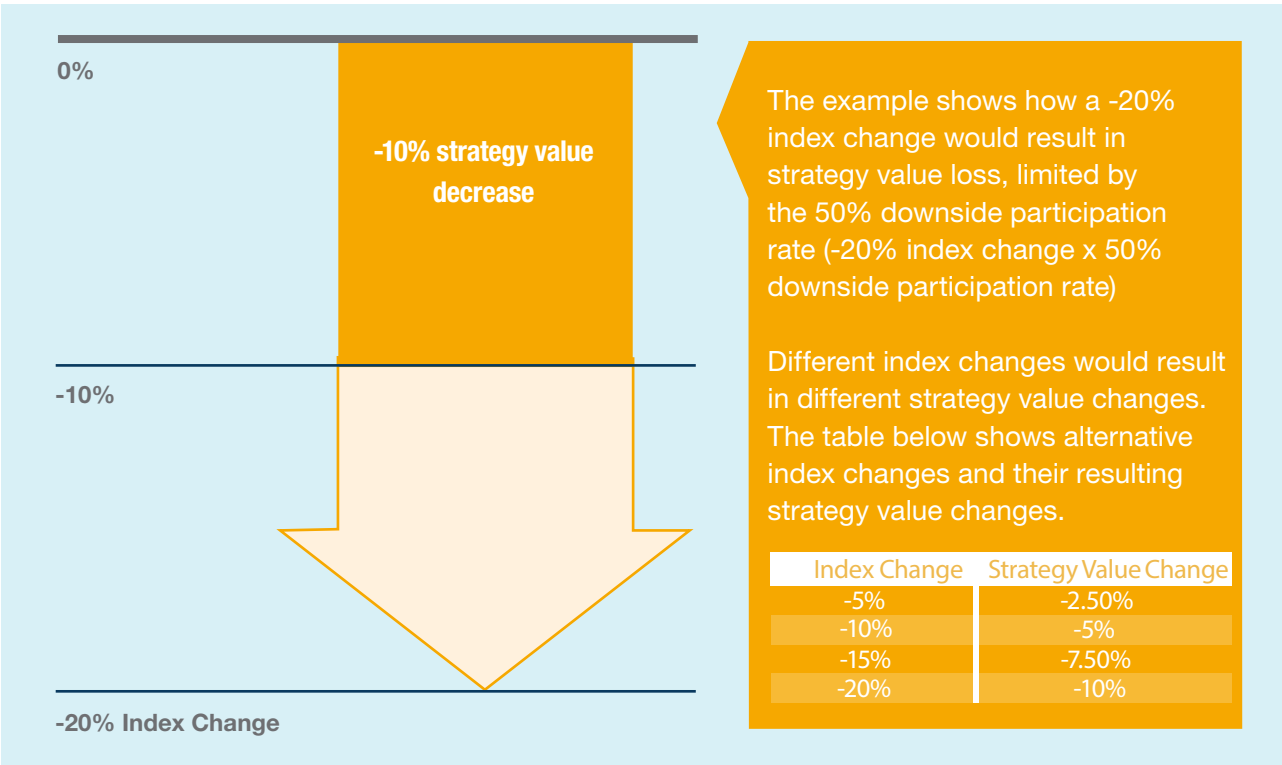 0%
-10% strategy value
decrease
-10%
-20% Index Change
The example shows how a -20%
index change would result in
strategy value loss, limited by
the 50% downside participation
rate (-20% index change x 50%
downside participation rate)
Different index changes would result
in different strategy value changes.
The table below shows alternative
index changes and their resulting
strategy value changes.
Index Change Strategy Value Change
-5% -2.50%
-10% -5%
-15% -7.50%
-20% -10%